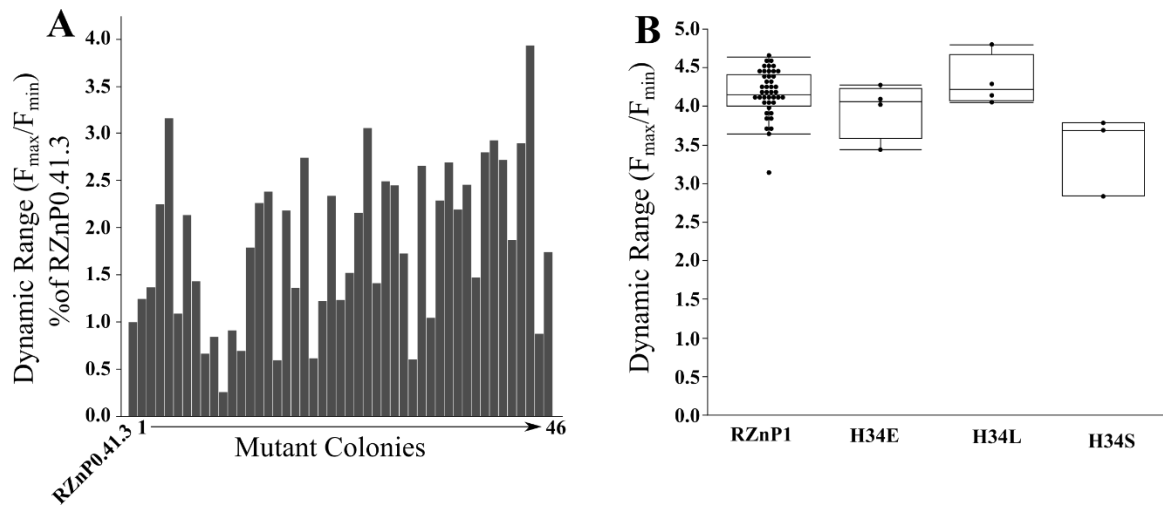 A
Dynamic Range (Fmax/Fmin)
%of RZnP0.41.3
4.0
3.5
3.0
2.5
2.0
1.5
1.0
0.5
0.0
RZnP0.41.3
1
46
Mutant Colonies
B
Dynamic Range (Fmax/Fmin)
5.0
4.5
4.0
3.5
3.0
2.5
2.0
1.5
1.0
0.5
0.0
RZnP1
H34E
H34L
H34S